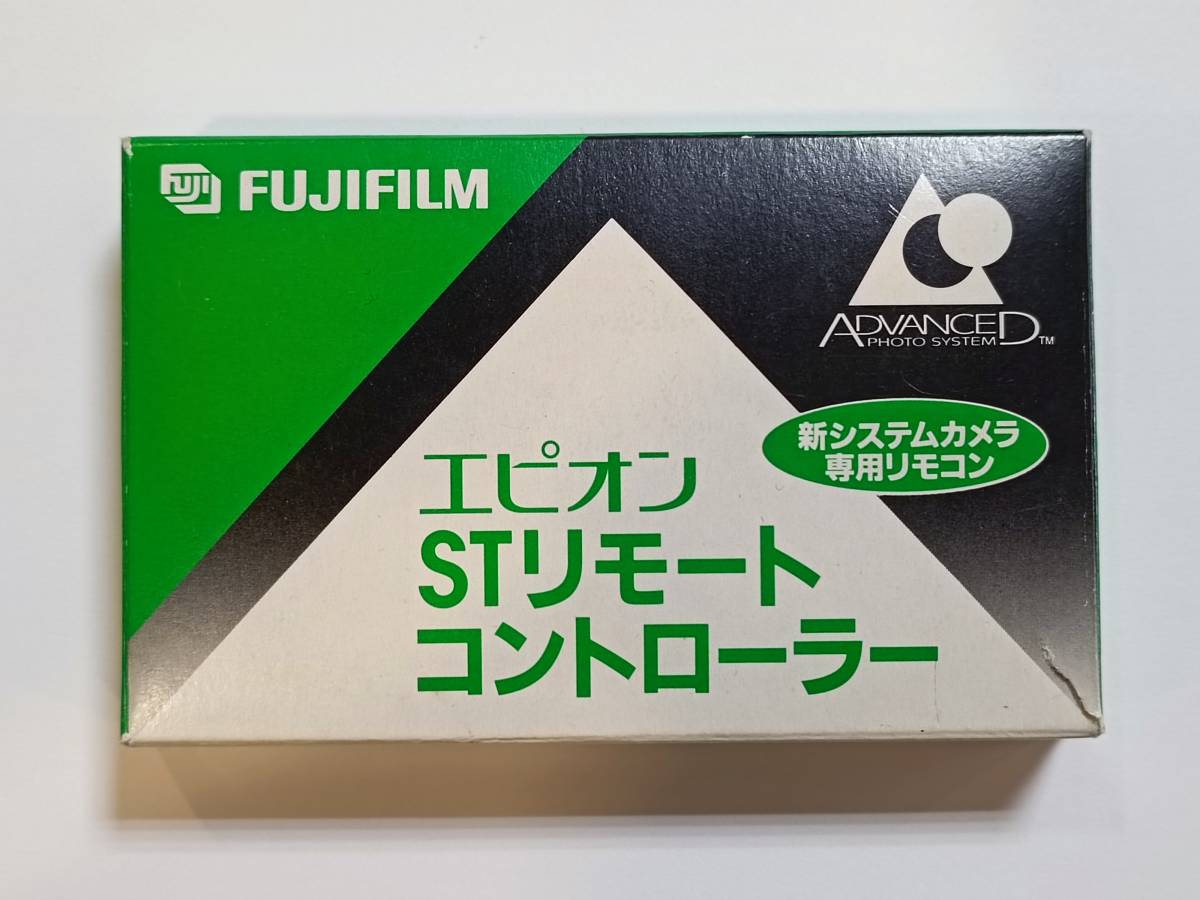 FUJI FUJIFILM
ADVANCED
PHOTO SYSTEM TM
新システムカメラ
専用リモコン
エピオン
STリモート
コントローラー